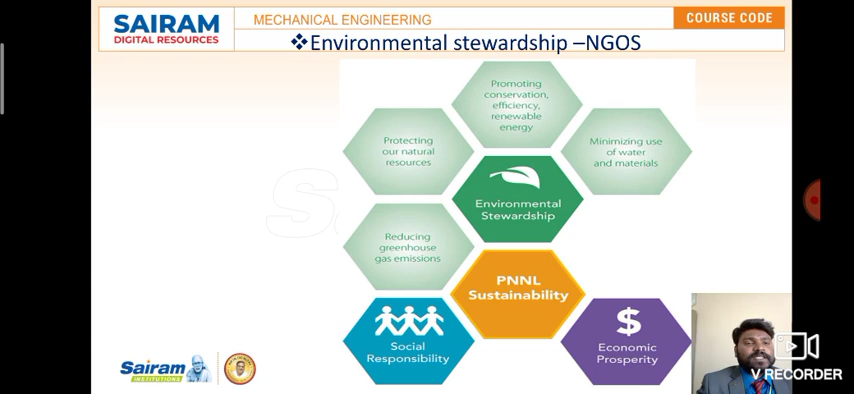 SAIRAM
DIGITAL RESOURCES
MECHANICAL ENGINEERING
COURSE CODE
❖Environmental stewardship –NGOS
Promoting
conservation,
efficiency,
renewable
energy
Protecting
our natural
resources
Minimizing use
of water
and materials
Environmental
Stewardship
Reducing
greenhouse
gas emissions
PNNL
Sustainability
Social
Responsibility
$
Economic
Prosperity
Sairam
INSTITUTIONS
V RECORDER